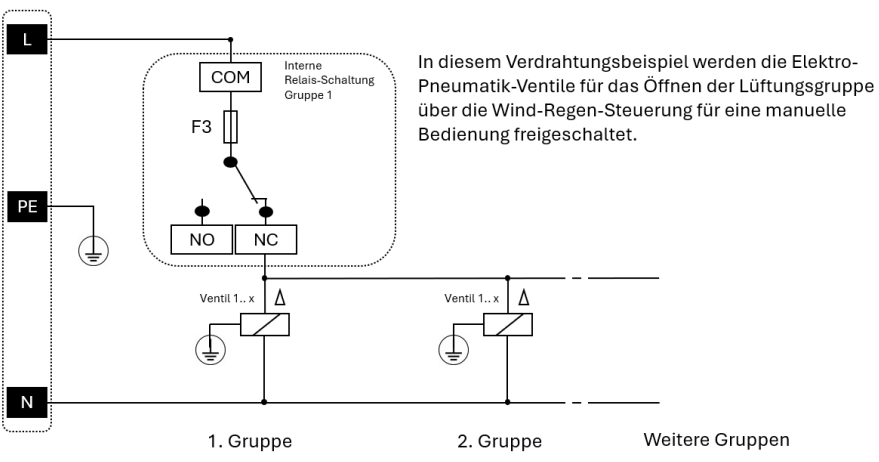 L
In diesem Verdrahtungsbeispiel werden die Elektro-
Pneumatik-Ventile für das Öffnen der Lüftungsgruppe
über die Wind-Regen-Steuerung für eine manuelle
Bedienung freigeschaltet.
Interne
Relais-Schaltung
Gruppe 1
COM
F3
PE
NO
NC
Ventil 1.. x
Ventil 1.. x
N
1. Gruppe
2. Gruppe
Weitere Gruppen